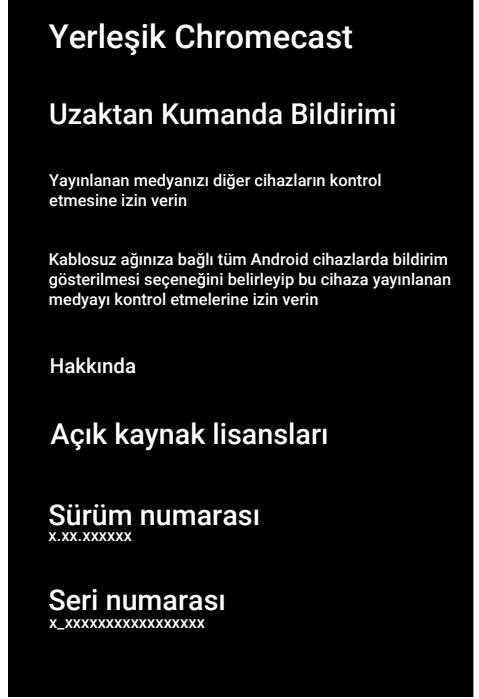 Yerleşik Chromecast
Uzaktan Kumanda Bildirimi
Yayınlanan medyanızı diğer cihazların kontrol
etmesine izin verin
Kablosuz ağınıza bağlı tüm Android cihazlarda bildirim
gösterilmesi seçeneğini belirleyip bu cihaza yayınlanan
medyayı kontrol etmelerine izin verin
Hakkında
Açık kaynak lisansları
Sürüm numarası
x.xx.xxxxxx
Seri numarası
x_xxxxxxxxxxxxxxxxx